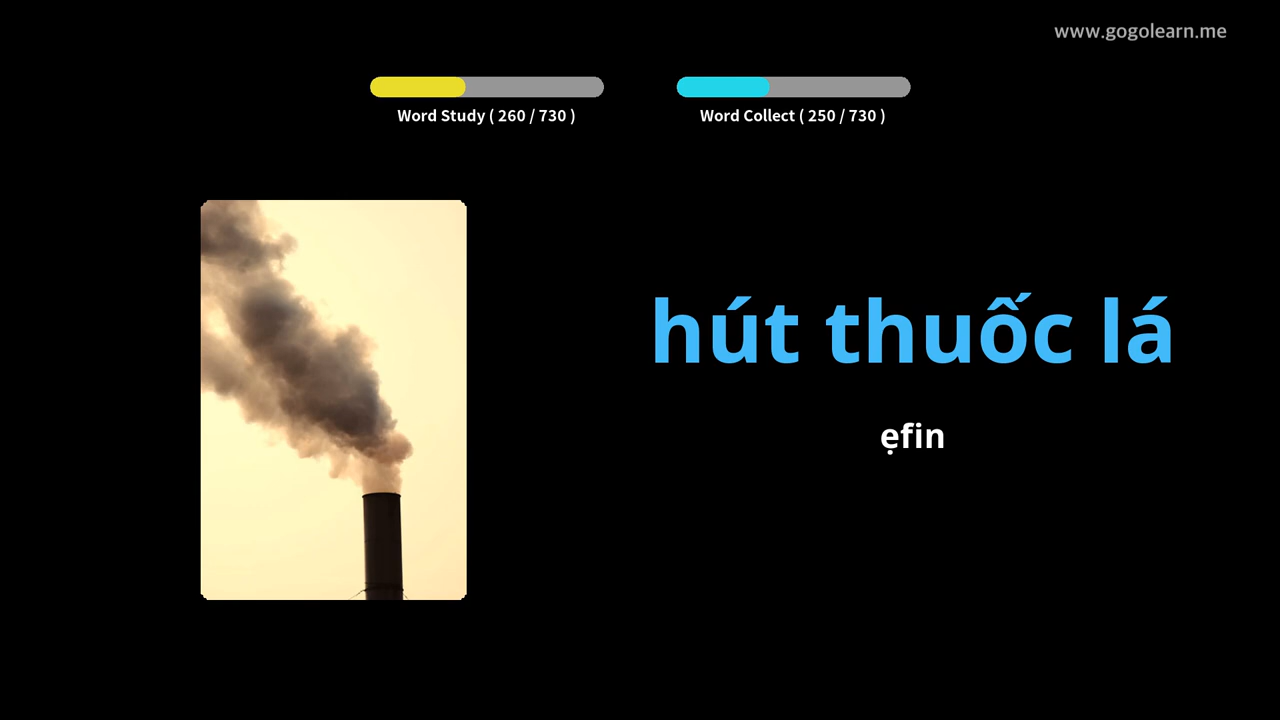 www.gogolearn.me
Word Study ( 260 / 730 )
Word Collect ( 250 / 730 )
hút thuốc lá
ẹfin